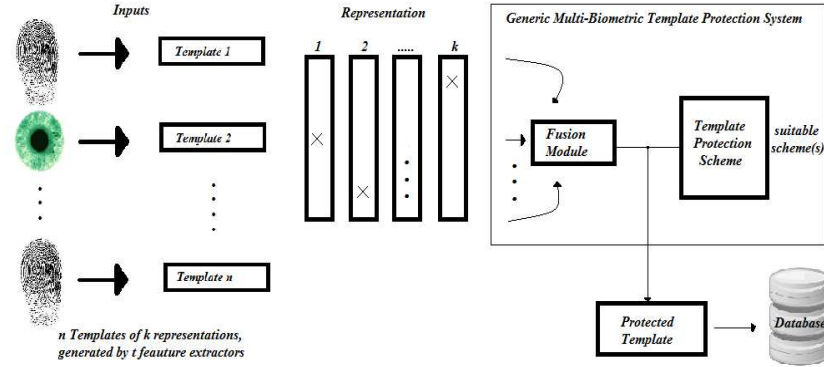 Inputs
Template 1
Template 2
Template n
n Templates of k representations,
generated by t feauture extractors
Representation
1 2 ..... k
Generic Multi-Biometric Template Protection System
Fusion
Module
Template
Protection
Scheme
suitable
scheme(s)
Protected
Template
Database